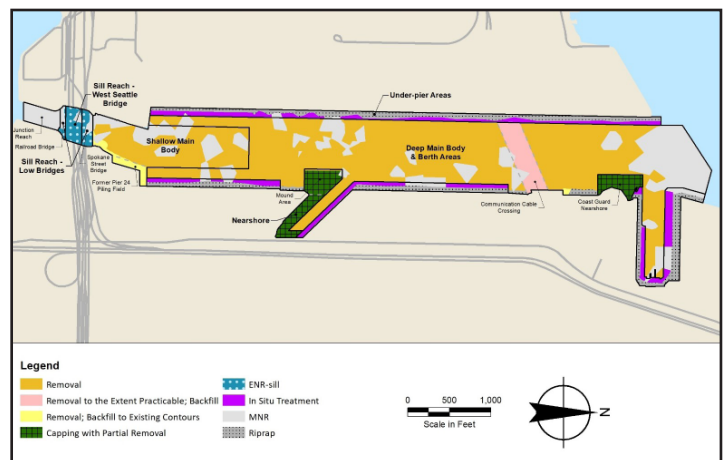 Sill Reach -
West Seattle
Bridge
Under-pier Areas
Junction
Reach
Railroad Bridge
Sill Reach -
Low Bridges
Spokane
Street
Bridge
Shallow Main
Body
Former Pier 24
Piling Field
Mound
Area
Nearshore
Deep Main Body
& Berth Areas
Communication Cable
Crossing
Coast Guard
Nearshore
Legend
Removal
Removal to the Extent Practicable; Backfill
Removal; Backfill to Existing Contours
Capping with Partial Removal
ENR-sill
In Situ Treatment
MNR
Riprap
0 500 1,000
Scale in Feet
N